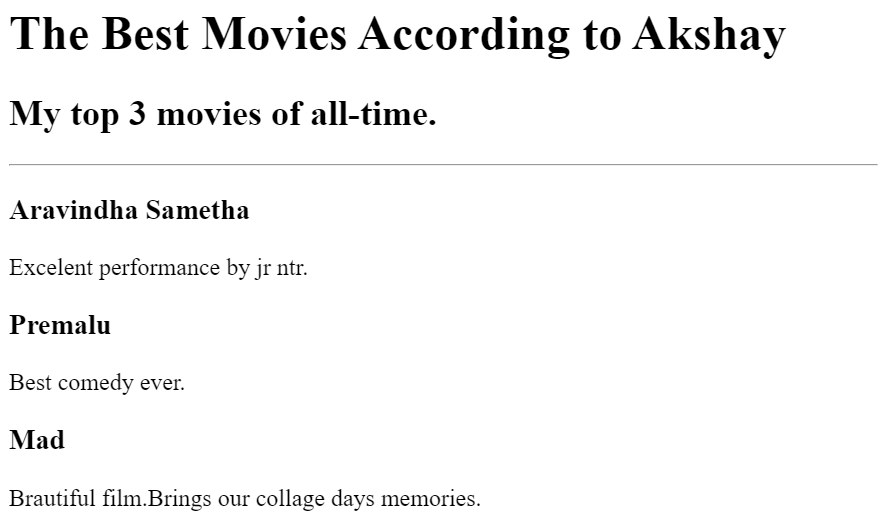 The Best Movies According to Akshay
My top 3 movies of all-time.
Aravindha Sametha
Excelent performance by jr ntr.
Premalu
Best comedy ever.
Mad
Brautiful film.Brings our collage days memories.